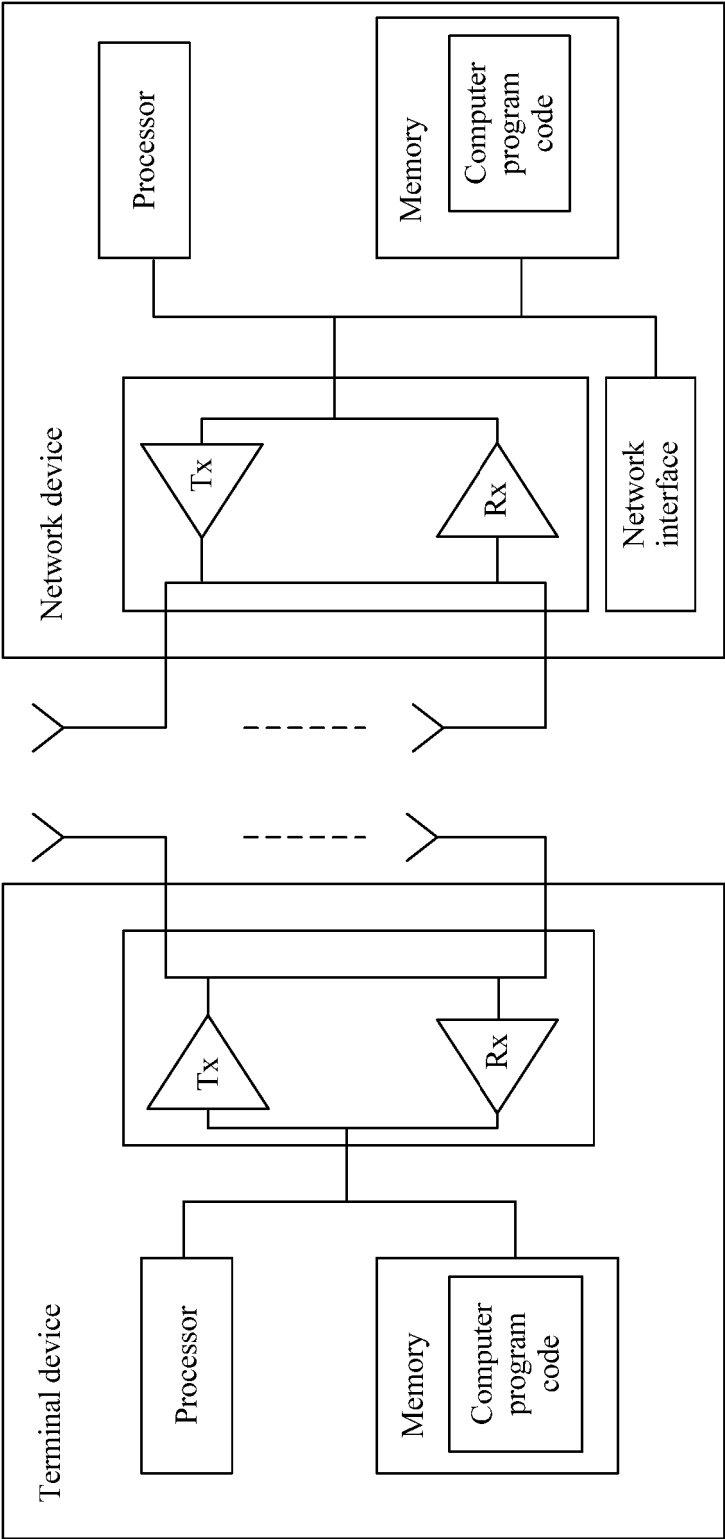 Terminal device
Processor
Memory
Computer
program
code
Tx
Rx
Network device
Tx
Rx
Processor
Memory
Computer
program
code
Network
interface